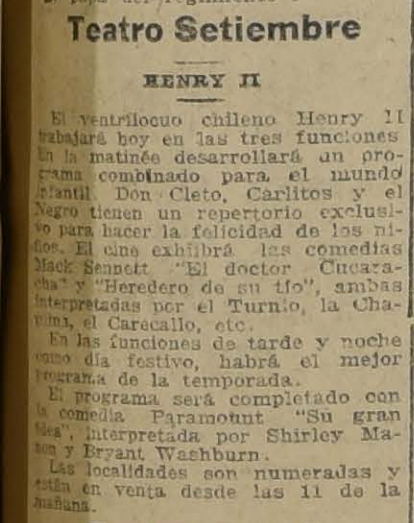 Teatro Setiembre
HENRY II
El ventrílocuo chileno Henry II
trabajará hoy en las tres funciones
En la matinée desarrollará un pro-
grama combinado para el mundo
infantil. Don Cleto, Carlitos y el
Negro tienen un repertorio exclusi-
vo para hacer la felicidad de los ni-
ños. El cine exhibrá las comedias
Mack Sennett "El doctor Cucara-
cha" y "Heredero de su tío", ambas
interpretadas por el Turnio, la Cha-
el Carecallo, etc.
En las funciones de tarde y noche
como día festivo, habrá el mejor
programa de la temporada.
El programa será completado con
la comedia Paramount "Su gran
idea", interpretada por Shirley Ma-
son y Bryant Washburn.
Las localidades son numeradas y
están en venta desde las 11 de la
mañana.